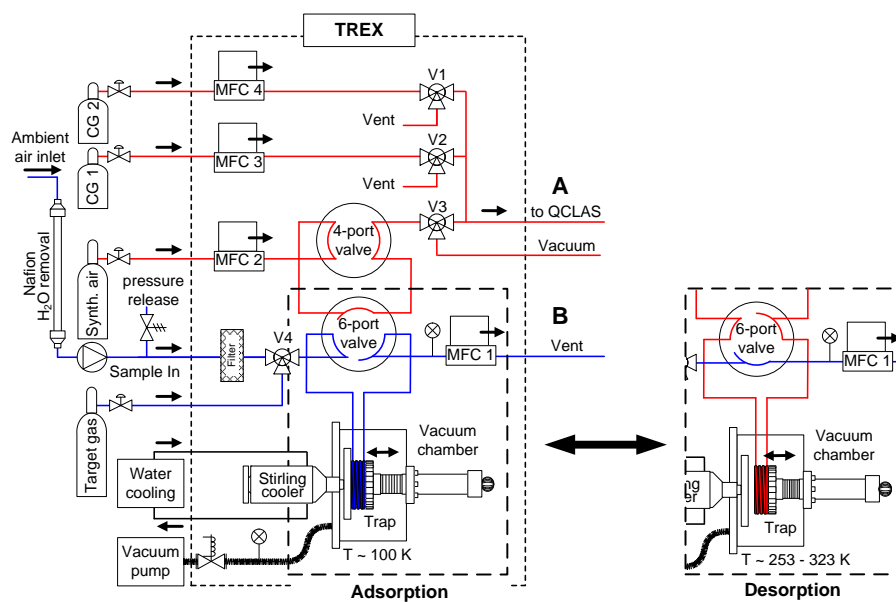 TREX
CG 2
MFC 4
V1
Vent
Ambient
air inlet
CG 1
MFC 3
V2
Vent
A
V3
to QCLAS
4-port
valve
Vacuum
Nafion
H2O removal
Synth. air
MFC 2
pressure
release
6-port
valve
B
V4
Filter
MFC 1
Vent
Sample In
Target gas
Vacuum
chamber
Water
cooling
Stirling
cooler
Trap
Vacuum
pump
T ~ 100 K
Adsorption
6-port
valve
MFC 1
Vacuum
chamber
ng
er
Trap
T ~ 253 - 323 K
Desorption